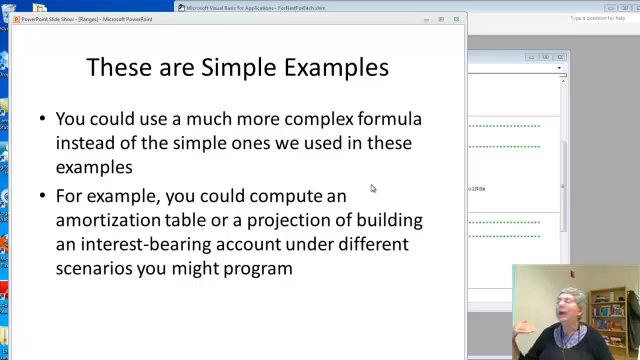 Microsoft Visual Basic for Applications - ForNextForEach.xlsm
PowerPoint Slide Show - [Ranges] - Microsoft PowerPoint
Type a question for help
These are Simple Examples
• You could use a much more complex formula
instead of the simple ones we used in these
examples
• For example, you could compute an
amortization table or a projection of building
an interest-bearing account under different
scenarios you might program